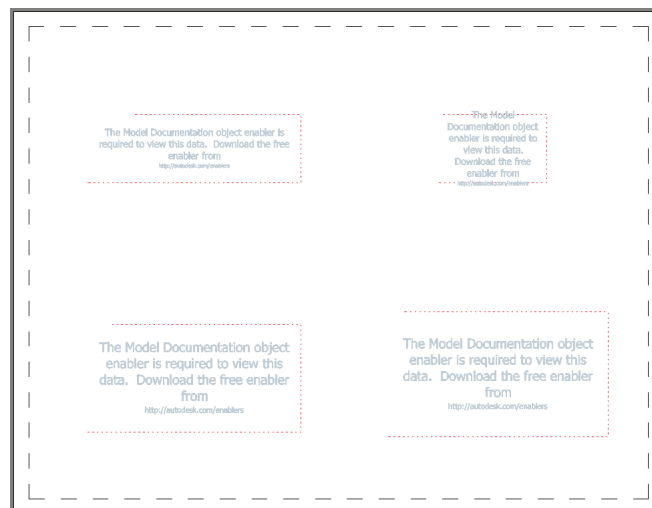 The Model Documentation object enabler is
required to view this data.  Download the free
enabler from
http://autodesk.com/enablers
The Model
Documentation object
enabler is required to
view this data.
Download the free
enabler from
http://autodesk.com/enablers
The Model Documentation object
enabler is required to view this
data.  Download the free enabler
from
http://autodesk.com/enablers
The Model Documentation object
enabler is required to view this
data.  Download the free enabler
from
http://autodesk.com/enablers